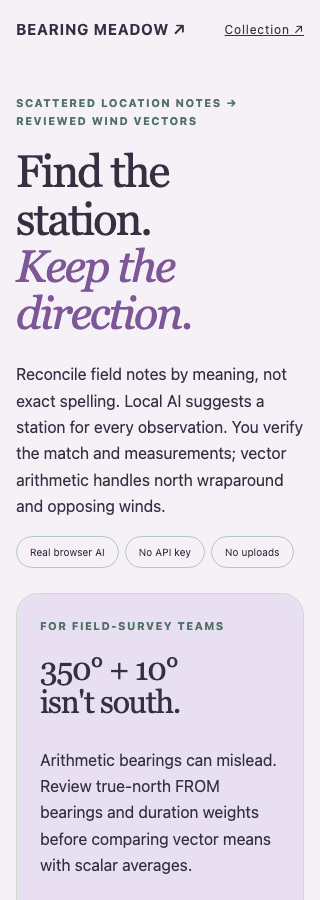 BEARING MEADOW ↗
Collection ↗
SCATTERED LOCATION NOTES →
REVIEWED WIND VECTORS
Find the
station.
Keep the
direction.
Reconcile field notes by meaning, not
exact spelling. Local AI suggests a
station for every observation. You verify
the match and measurements; vector
arithmetic handles north wraparound
and opposing winds.
Real browser AI
No API key
No uploads
FOR FIELD-SURVEY TEAMS
350° + 10°
isn't south.
Arithmetic bearings can mislead.
Review true-north FROM
bearings and duration weights
before comparing vector means
with scalar averages.